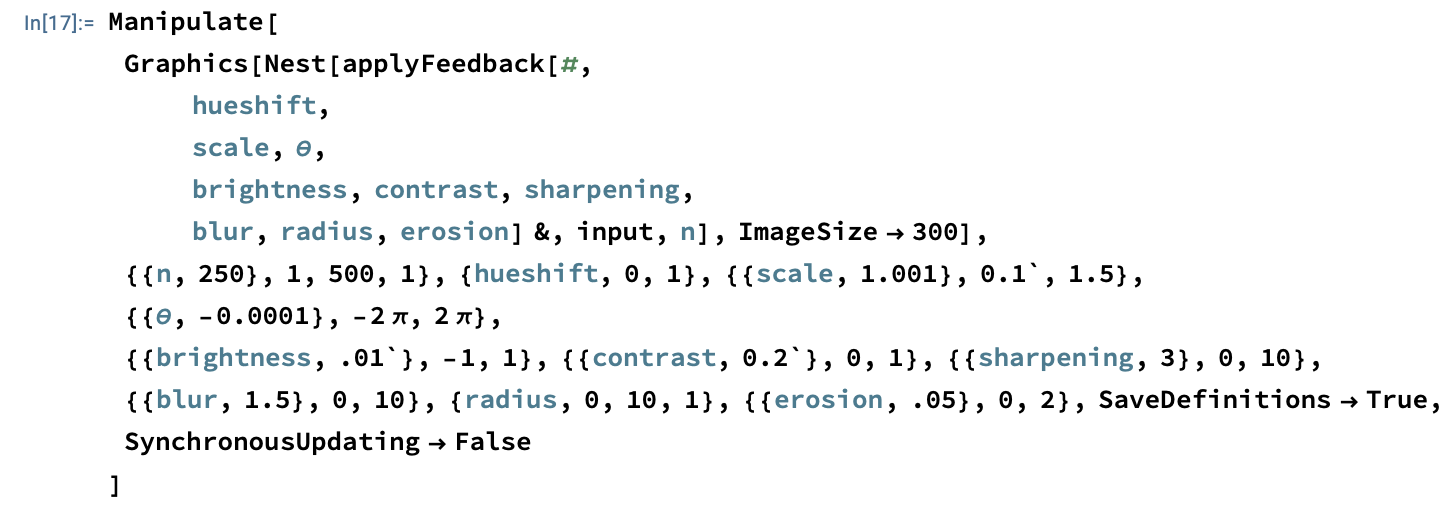 In[17]:= Manipulate[
Graphics[Nest[applyFeedback[#,
hueshift,
scale, θ,
brightness, contrast, sharpening,
blur, radius, erosion] &, input, n], ImageSize → 300],
{{n, 250}, 1, 500, 1}, {hueshift, 0, 1}, {{scale, 1.001}, 0.1`, 1.5},
{{θ, -0.0001}, -2 π, 2 π},
{{brightness, .01`}, -1, 1}, {{contrast, 0.2`}, 0, 1}, {{sharpening, 3}, 0, 10},
{{blur, 1.5}, 0, 10}, {radius, 0, 10, 1}, {{erosion, .05}, 0, 2}, SaveDefinitions → True,
SynchronousUpdating → False
]